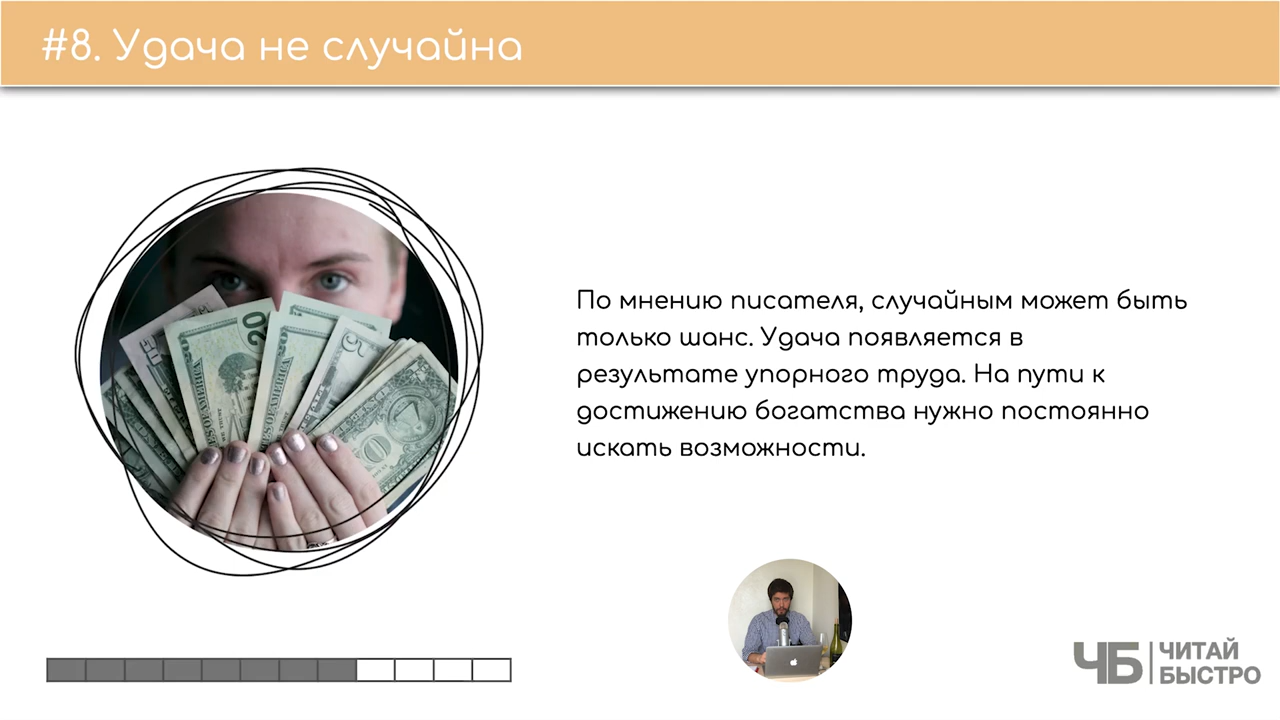 #8. Удача не случайна
По мнению писателя, случайным может быть
только шанс. Удача появляется в
результате упорного труда. На пути к
достижению богатства нужно постоянно
искать возможности.
20
ЧБ
ЧИТАЙ
БЫСТРО